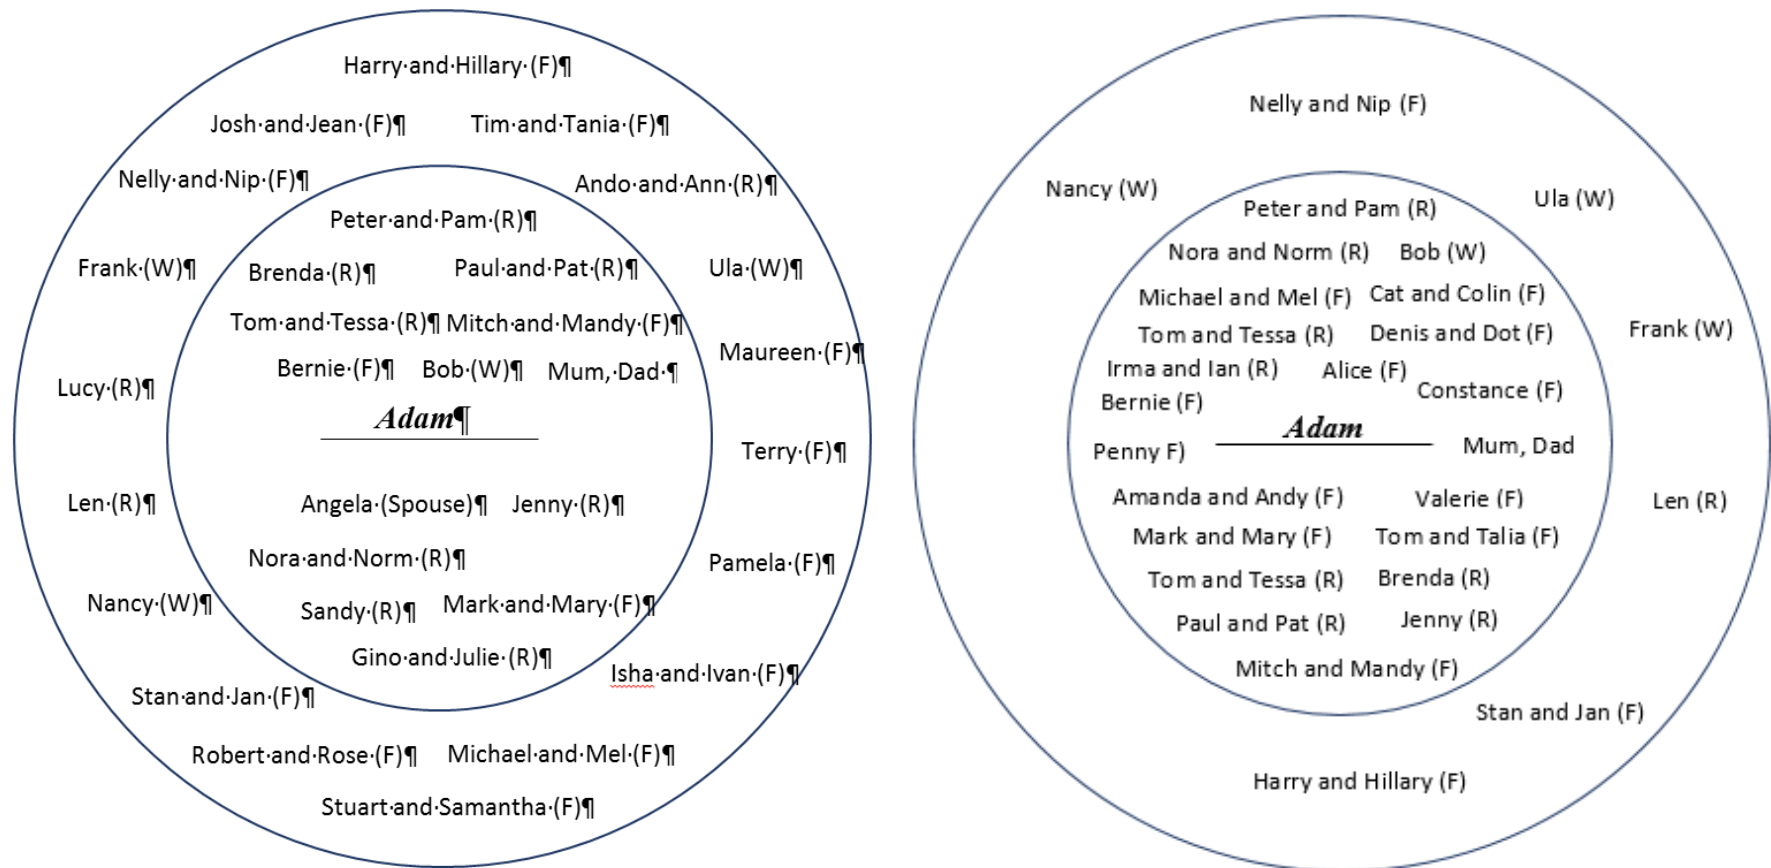 Harry·and·Hillary·(F)¶
Josh·and·Jean·(F)¶ Tim·and·Tania·(F)¶
Nelly·and·Nip·(F)¶ Ando·and·Ann·(R)¶
Peter·and·Pam·(R)¶
Frank·(W)¶ Brenda·(R)¶ Paul·and·Pat·(R)¶ Ula·(W)¶
Tom·and·Tessa·(R)¶ Mitch·and·Mandy·(F)¶
Maureen·(F)¶
Bernie·(F)¶ Bob·(W)¶ Mum,·Dad·¶
Lucy·(R)¶
Adam¶
Terry·(F)¶
Len·(R)¶ Angela·(Spouse)¶ Jenny·(R)¶
Nora·and·Norm·(R)¶ Pamela·(F)¶
Nancy·(W)¶ Sandy·(R)¶ Mark·and·Mary·(F)¶
Gino·and·Julie·(R)¶
Isha·and·Ivan·(F)¶
Stan·and·Jan·(F)¶
Robert·and·Rose·(F)¶ Michael·and·Mel·(F)¶
Stuart·and·Samantha·(F)¶
Nelly and Nip (F)
Nancy (W) Ula (W)
Peter and Pam (R)
Nora and Norm (R) Bob (W)
Michael and Mel (F) Cat and Colin (F)
Tom and Tessa (R) Denis and Dot (F) Frank (W)
Irma and Ian (R) Alice (F)
Constance (F)
Bernie (F)
Adam
Penny F) Mum, Dad
Amanda and Andy (F) Valerie (F) Len (R)
Mark and Mary (F) Tom and Talia (F)
Tom and Tessa (R) Brenda (R)
Paul and Pat (R) Jenny (R)
Mitch and Mandy (F)
Stan and Jan (F)
Harry and Hillary (F)